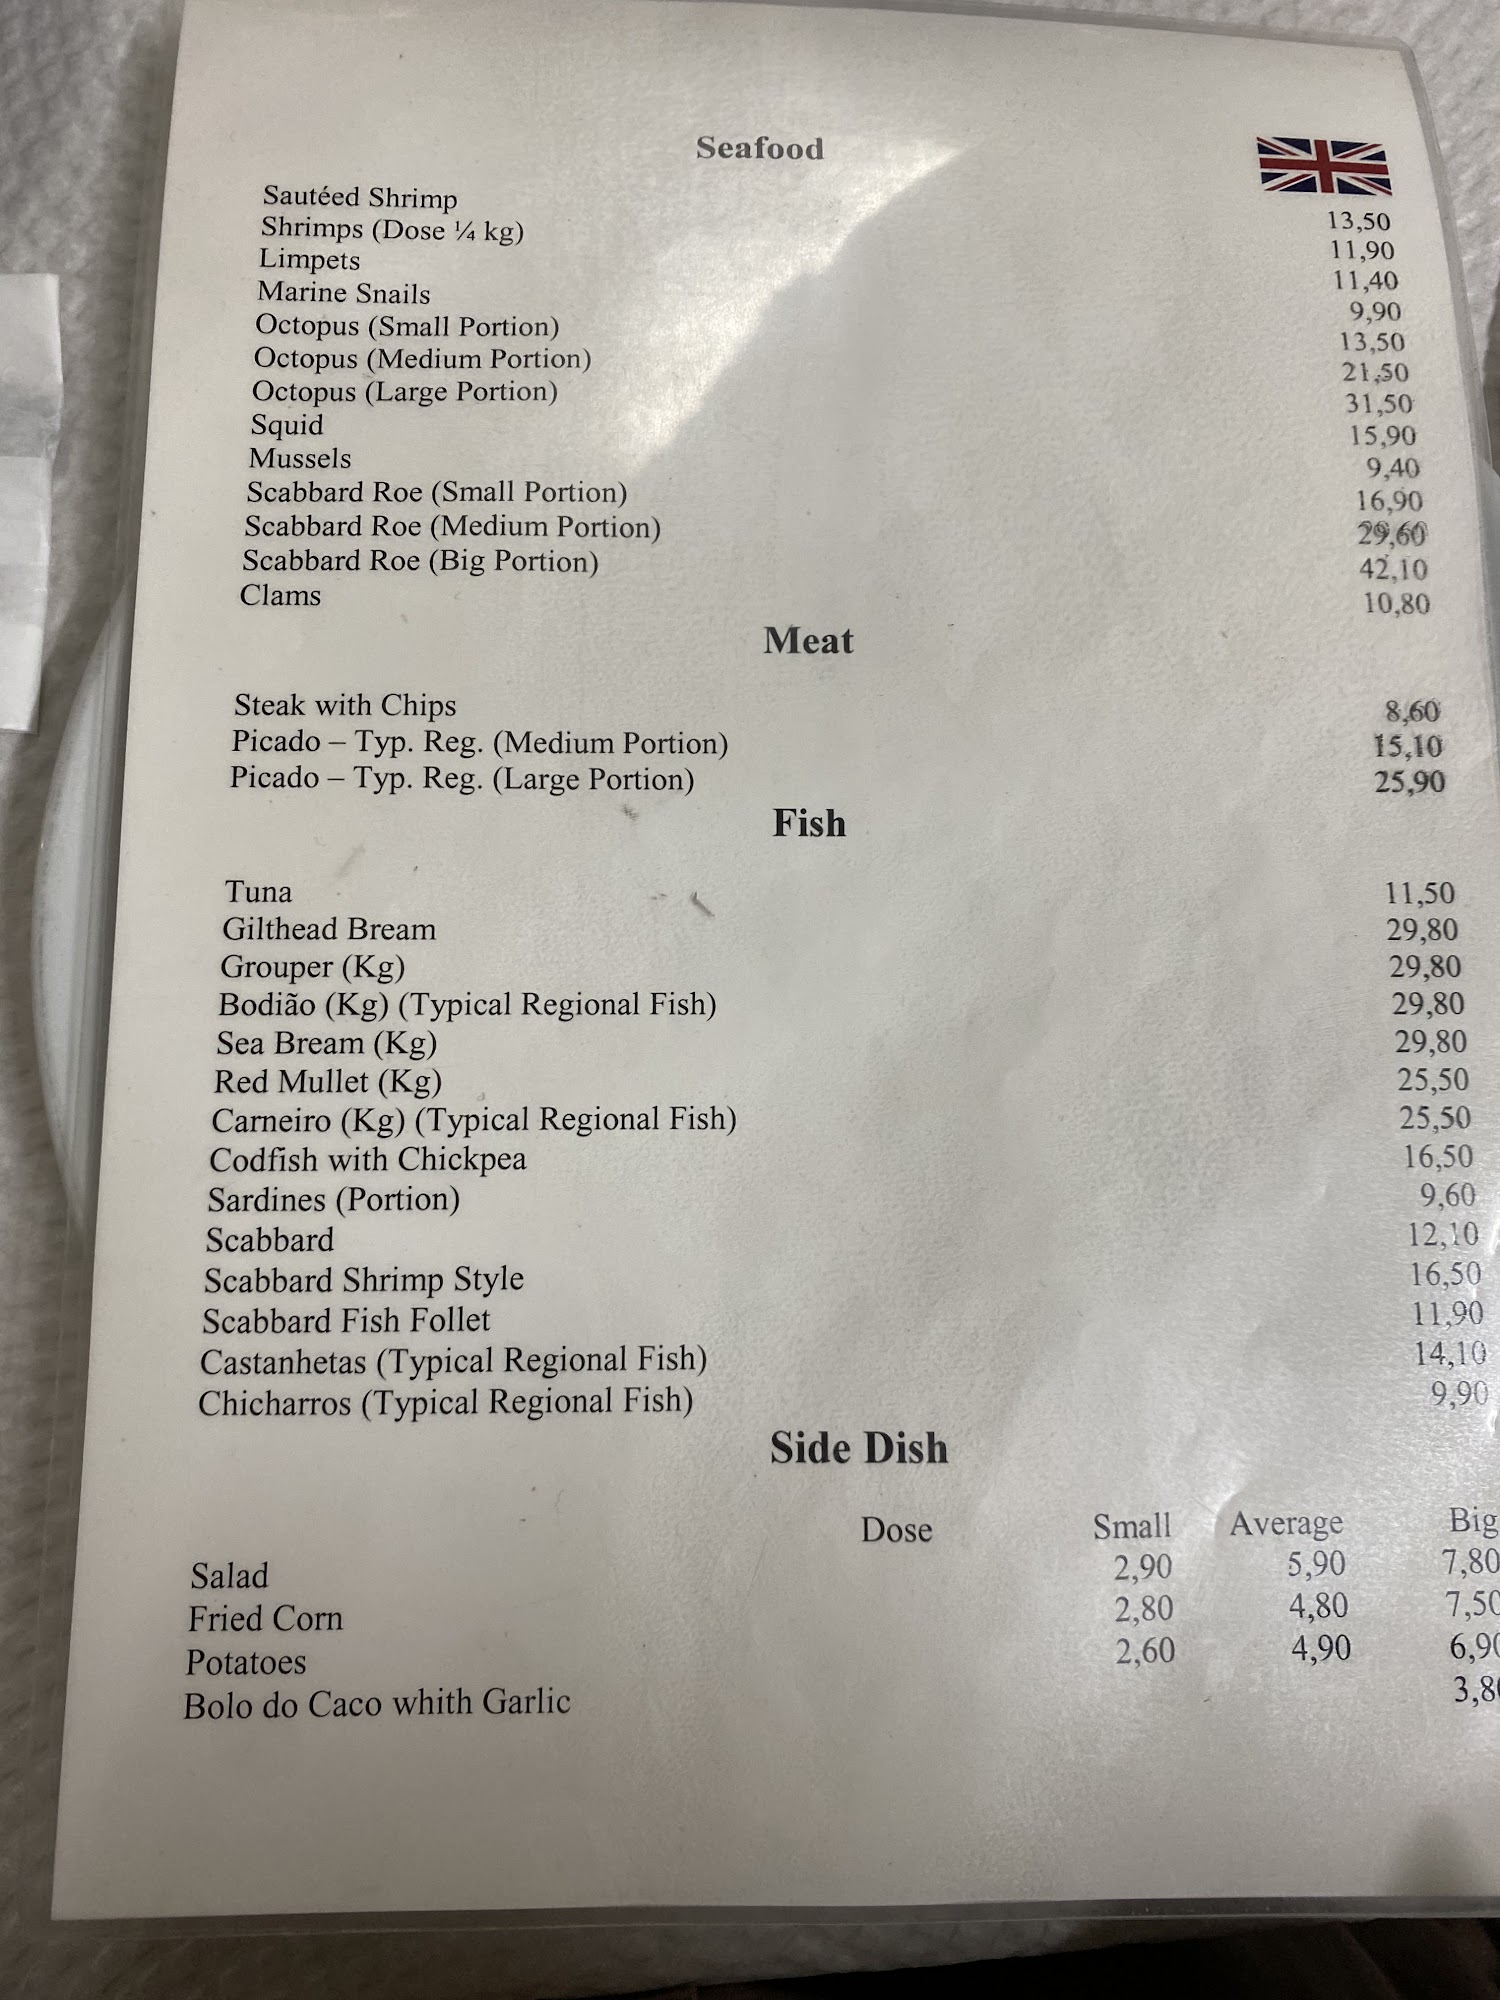 Seafood
Sautéed Shrimp 13,50
Shrimps (Dose ¼ kg) 11,90
Limpets 11,40
Marine Snails 9,90
Octopus (Small Portion) 13,50
Octopus (Medium Portion) 21,50
Octopus (Large Portion) 31,50
Squid 15,90
Mussels 9,40
Scabbard Roe (Small Portion) 16,90
Scabbard Roe (Medium Portion) 29,60
Scabbard Roe (Big Portion) 42,10
Clams 10,80
Meat
Steak with Chips 8,60
Picado – Typ. Reg. (Medium Portion) 15,10
Picado – Typ. Reg. (Large Portion) 25,90
Fish
Tuna 11,50
Gilthead Bream 29,80
Grouper (Kg) 29,80
Bodião (Kg) (Typical Regional Fish) 29,80
Sea Bream (Kg) 29,80
Red Mullet (Kg) 25,50
Carneiro (Kg) (Typical Regional Fish) 25,50
Codfish with Chickpea 16,50
Sardines (Portion) 9,60
Scabbard 12,10
Scabbard Shrimp Style 16,50
Scabbard Fish Follet 11,90
Castanhetas (Typical Regional Fish) 14,10
Chicharros (Typical Regional Fish) 9,90
Side Dish
Dose Small Average Big
Salad 2,90 5,90 7,80
Fried Corn 2,80 4,80 7,50
Potatoes 2,60 4,90 6,90
Bolo do Caco whith Garlic 3,80